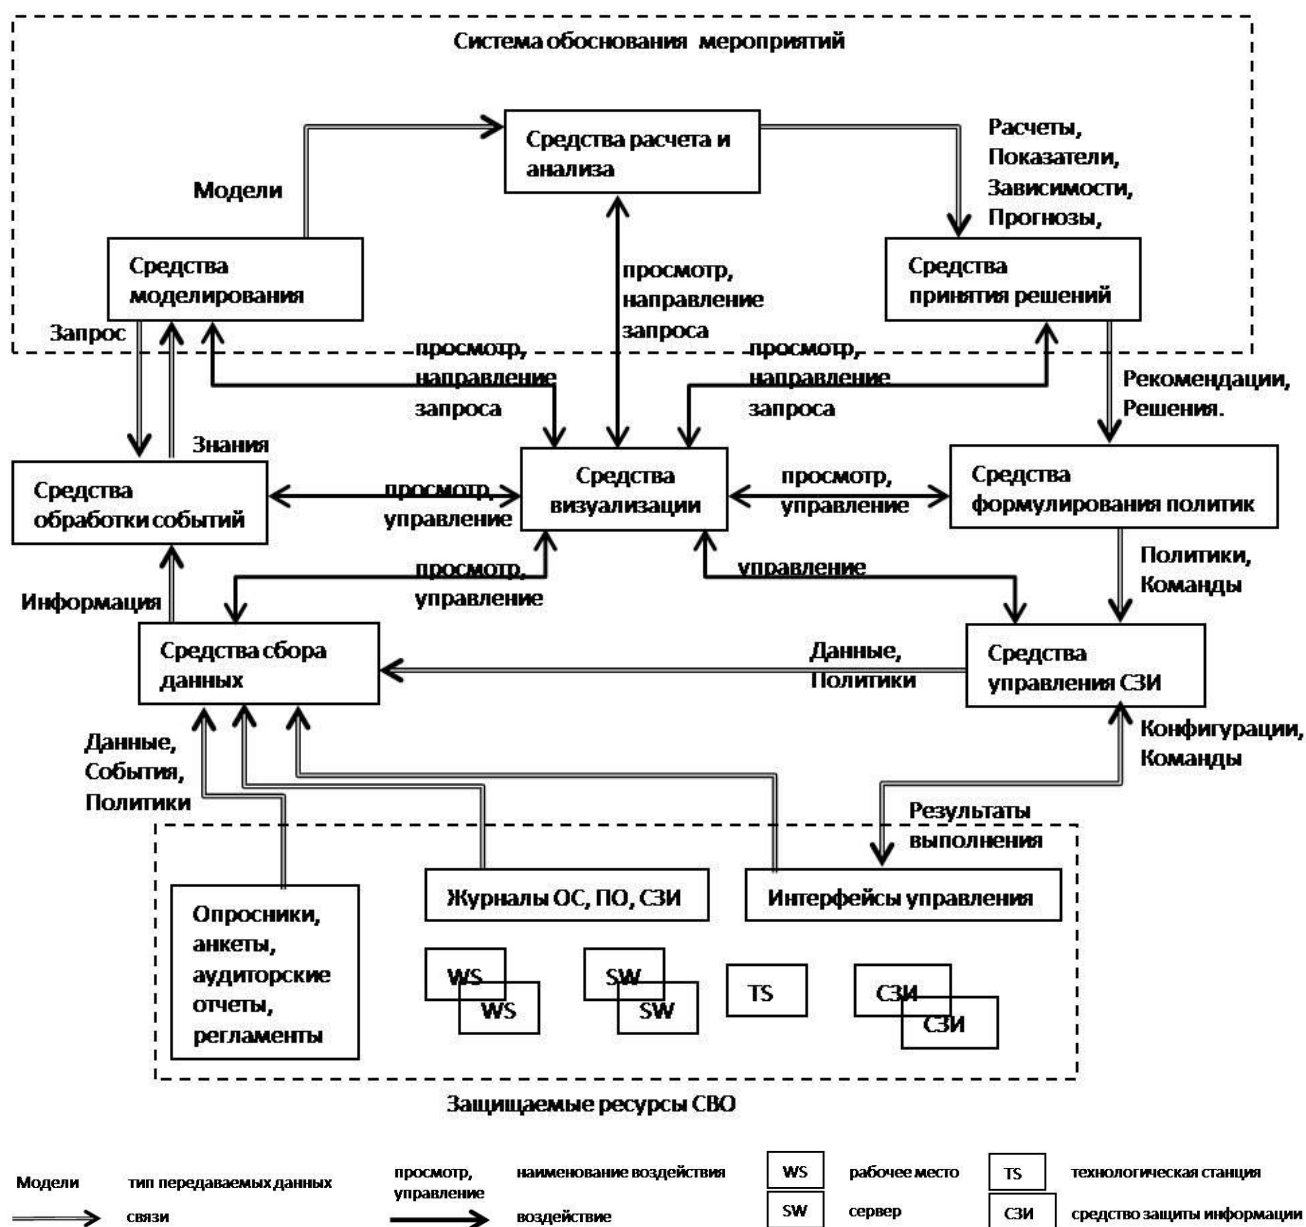 Система обоснования мероприятий
Средства расчета и
анализа
Расчеты,
Показатели,
Зависимости,
Прогнозы,
Модели
Средства
моделирования
просмотр,
направление
запроса
Средства
принятия решений
Запрос
просмотр,
направление
запроса
просмотр,
направление
запроса
Рекомендации,
Решения.
Знания
Средства
обработки событий
просмотр,
управление
Средства
визуализации
просмотр,
управление
Средства
формулирования политик
просмотр,
управление
управление
Политики,
Команды
Информация
Средства сбора
данных
Данные,
Политики
Средства
управления СЗИ
Данные,
События,
Политики
Конфигурации,
Команды
Результаты
выполнения
Опросники,
анкеты,
аудиторские
отчеты,
регламенты
Журналы ОС, ПО, СЗИ
Интерфейсы управления
WS
WS
SW
SW
TS
СЗИ
СЗИ
Защищаемые ресурсы СВО
Модели
тип передаваемых данных
просмотр,
управление
наименование воздействия
WS
рабочее место
TS
технологическая станция
связи
воздействие
SW
сервер
СЗИ
средство защиты информации